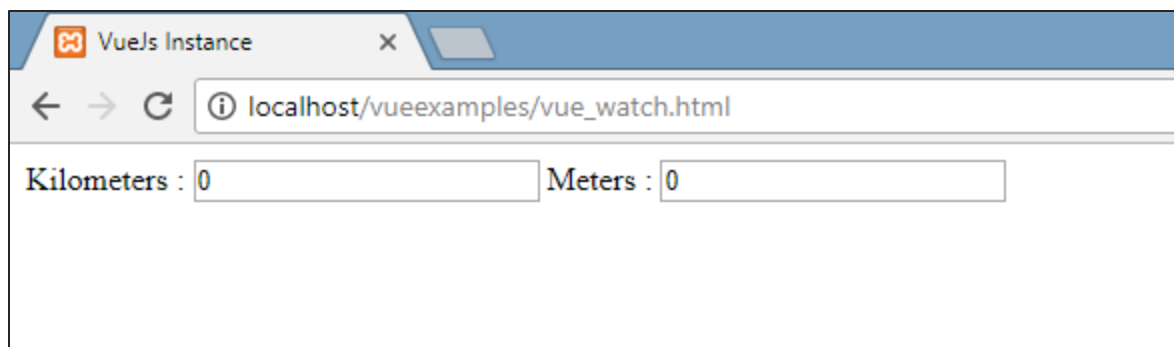 VueJs Instance
localhost/vueexamples/vue_watch.html
Kilometers : 0 Meters : 0